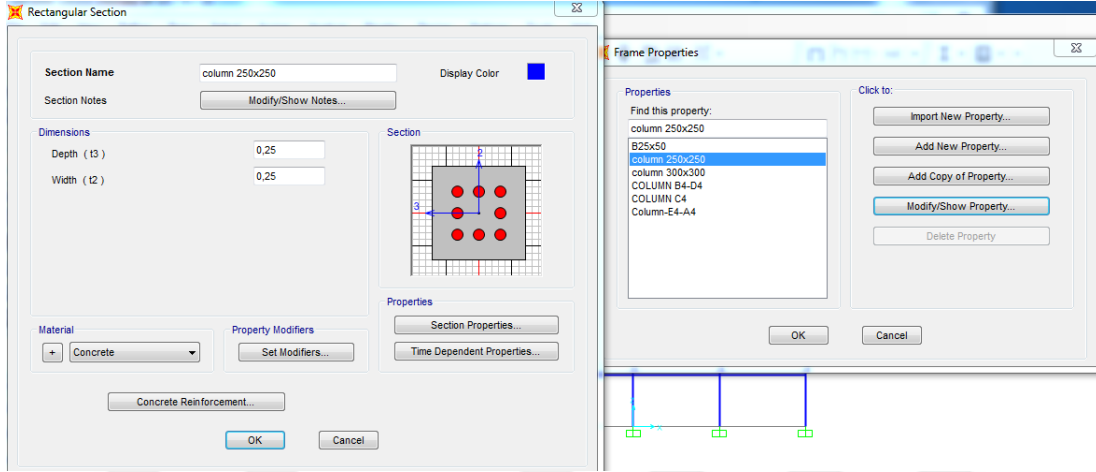 Rectangular Section
Section Name
column 250x250
Display Color
Section Notes
Modify/Show Notes...
Dimensions
Depth ( t3 )
0,25
Width ( t2 )
0,25
Section
2
3
Properties
Section Properties...
Time Dependent Properties...
Material
+
Concrete
Property Modifiers
Set Modifiers...
Concrete Reinforcement...
OK
Cancel
Frame Properties
Properties
Find this property:
column 250x250
B25x50
column 250x250
column 300x300
COLUMN B4-D4
COLUMN C4
Column-E4-A4
Click to:
Import New Property...
Add New Property...
Add Copy of Property...
Modify/Show Property...
Delete Property
OK
Cancel